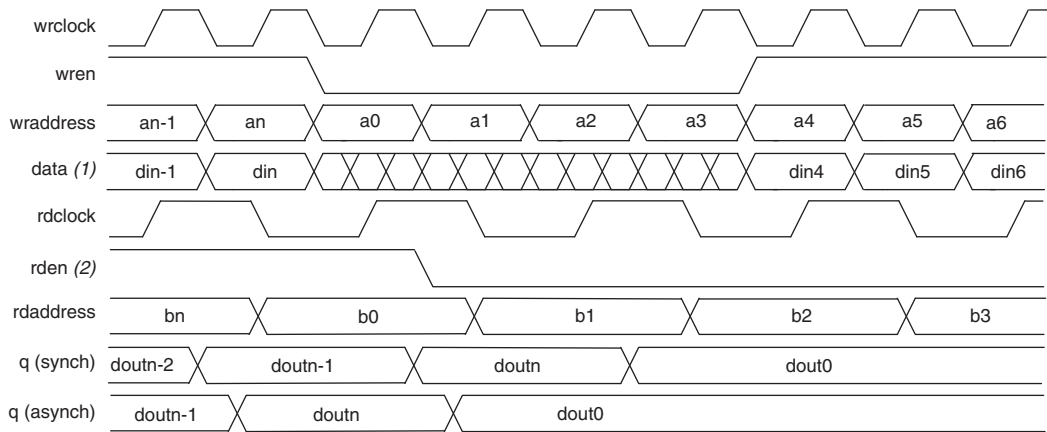 wrclock
wren
wraddress an-1 an a0 a1 a2 a3 a4 a5 a6
data (1) din-1 din din4 din5 din6
rdclock
rden (2)
rdaddress bn b0 b1 b2 b3
q (synch) doutn-2 doutn-1 doutn dout0
q (asynch) doutn-1 doutn dout0